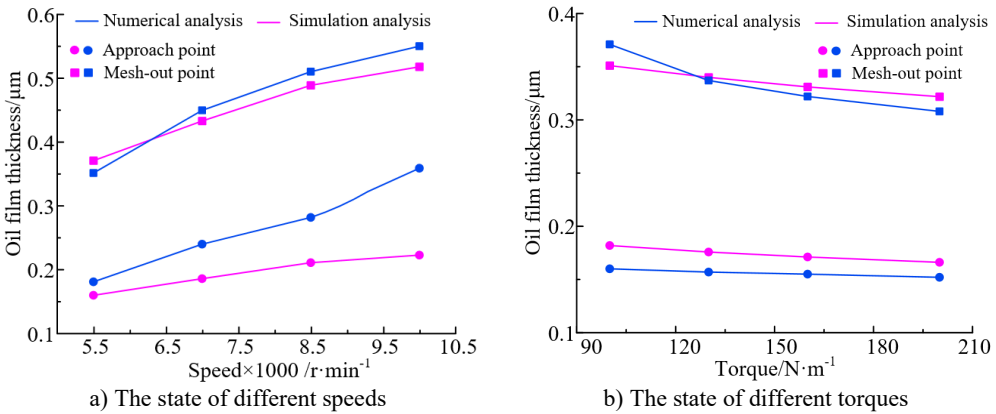 Numerical analysis
Simulation analysis
Approach point
Mesh-out point
Oil film thickness/μm
0.6
0.5
0.4
0.3
0.2
0.1
5.5 6.5 7.5 8.5 9.5 10.5
Speed×1000 /r·min⁻¹
a) The state of different speeds
Numerical analysis
Simulation analysis
Approach point
Mesh-out point
Oil film thickness/μm
0.4
0.3
0.2
0.1
90 120 150 180 210
Torque/N·m⁻¹
b) The state of different torques